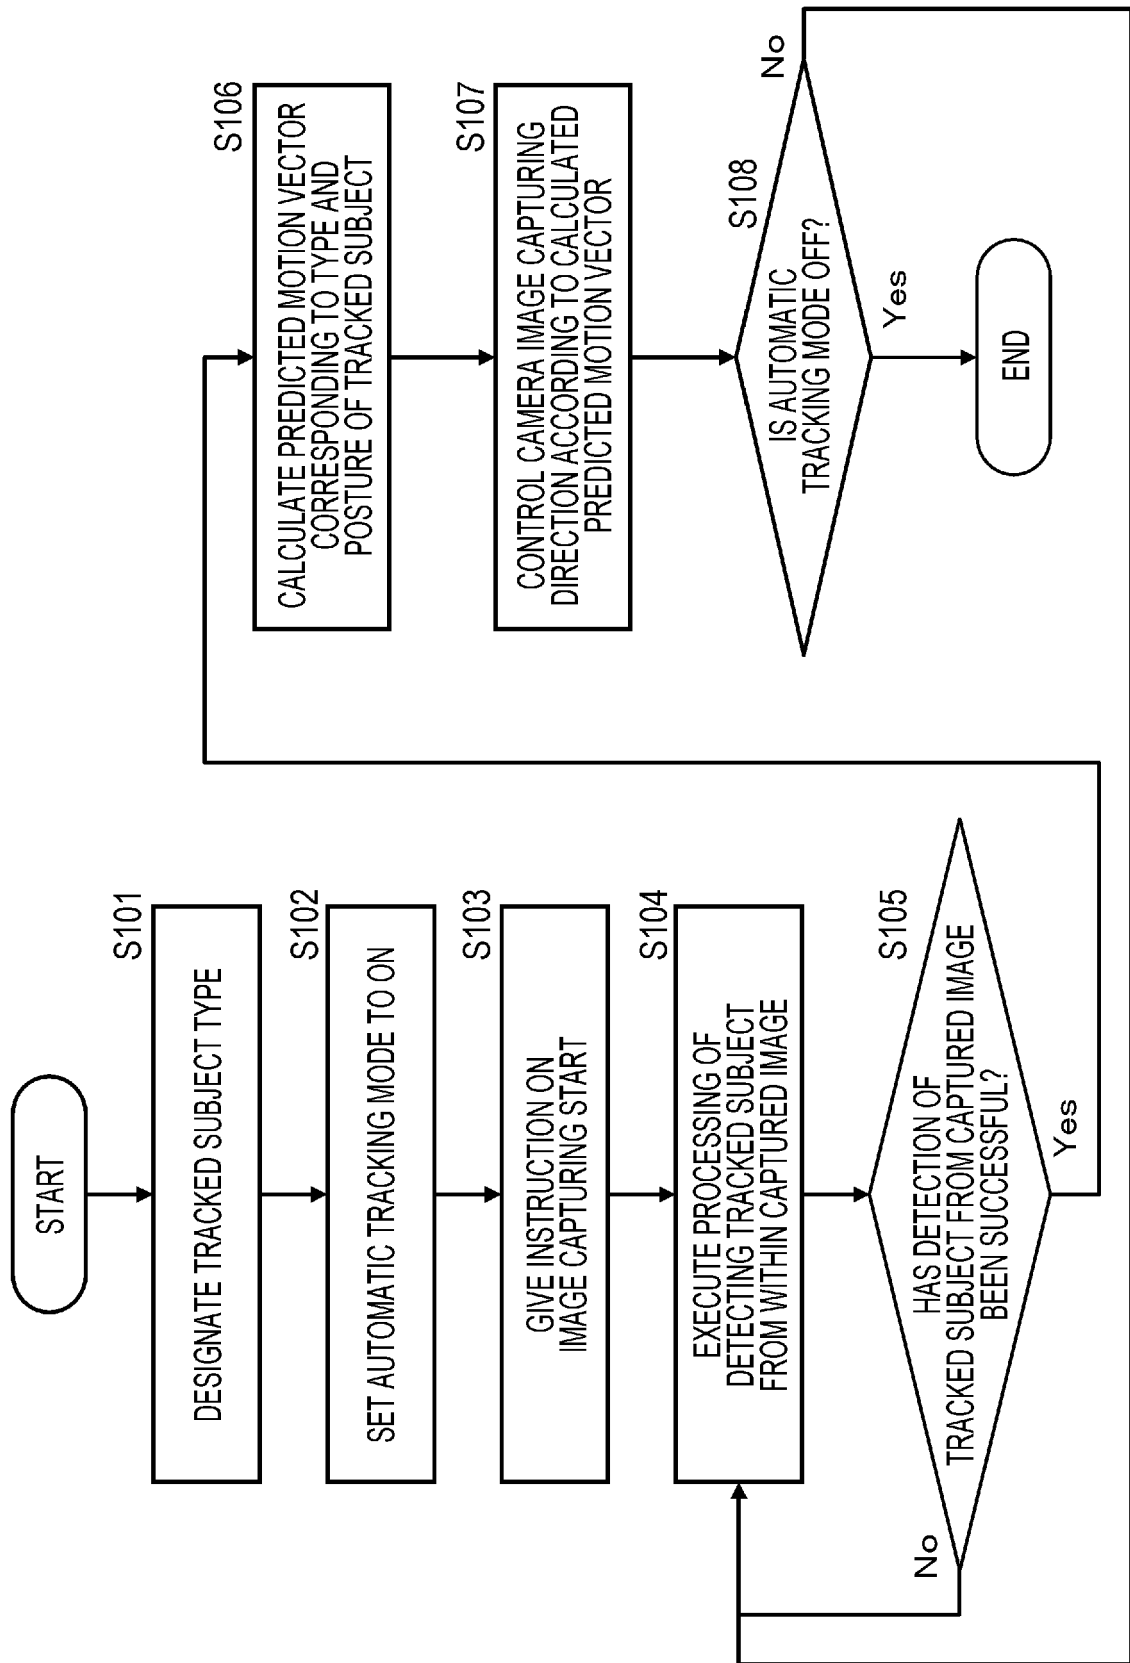 START
S101
DESIGNATE TRACKED SUBJECT TYPE
S102
SET AUTOMATIC TRACKING MODE TO ON
S103
GIVE INSTRUCTION ON
IMAGE CAPTURING START
S104
EXECUTE PROCESSING OF
DETECTING TRACKED SUBJECT
FROM WITHIN CAPTURED IMAGE
S105
HAS DETECTION OF
TRACKED SUBJECT FROM CAPTURED IMAGE
BEEN SUCCESSFUL?
No
Yes
S106
CALCULATE PREDICTED MOTION VECTOR
CORRESPONDING TO TYPE AND
POSTURE OF TRACKED SUBJECT
S107
CONTROL CAMERA IMAGE CAPTURING
DIRECTION ACCORDING TO CALCULATED
PREDICTED MOTION VECTOR
S108
IS AUTOMATIC
TRACKING MODE OFF?
No
Yes
END